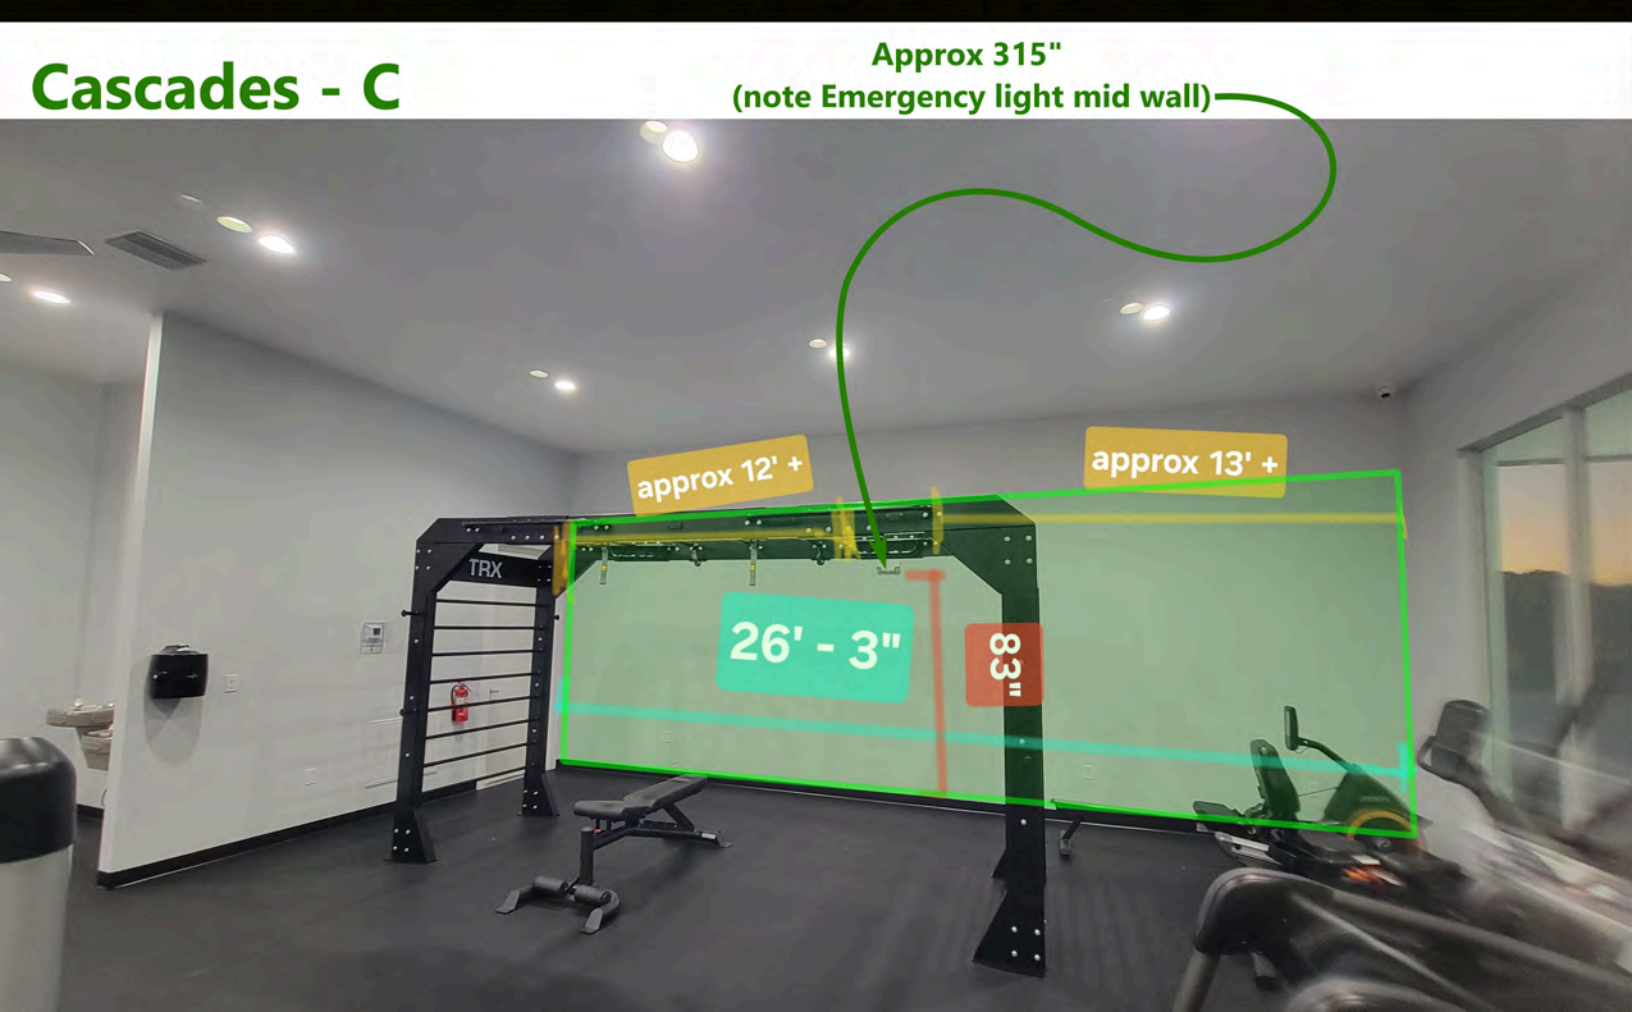 Approx 315"
Cascades - C
(note Emergency light mid wall)
approx 12' +
approx 13' +
TRX
26' - 3"
83"